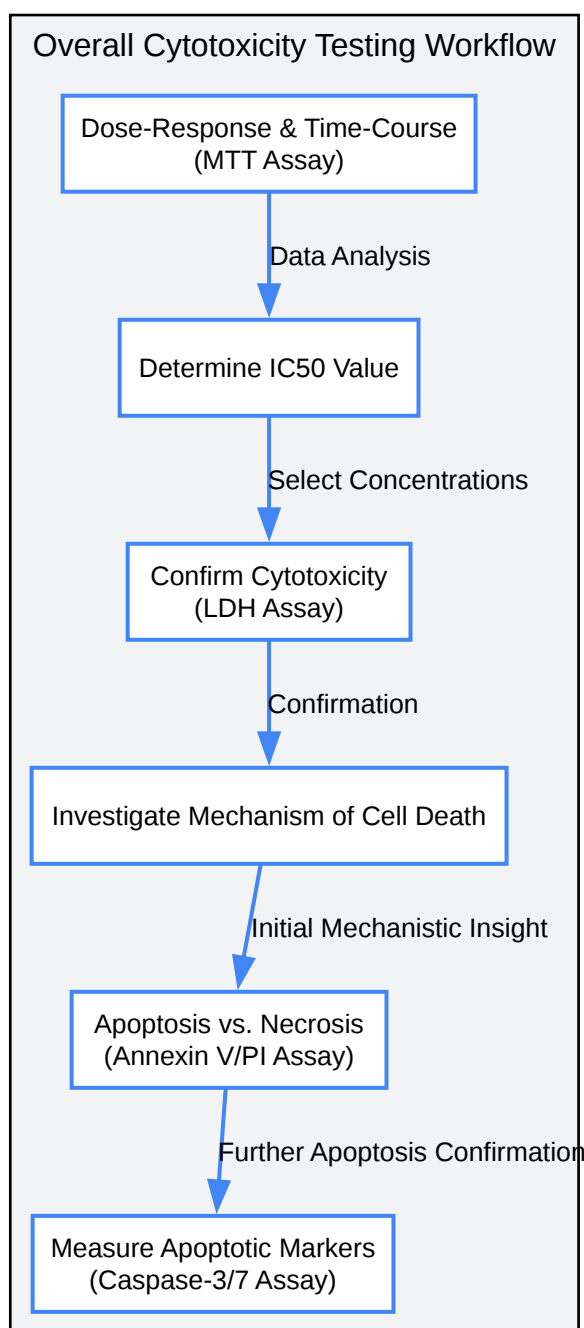 Overall Cytotoxicity Testing Workflow
Dose-Response & Time-Course
(MTT Assay)
Data Analysis
Determine IC50 Value
Select Concentrations
Confirm Cytotoxicity
(LDH Assay)
Confirmation
Investigate Mechanism of Cell Death
Initial Mechanistic Insight
Apoptosis vs. Necrosis
(Annexin V/PI Assay)
Further Apoptosis Confirmation
Measure Apoptotic Markers
(Caspase-3/7 Assay)